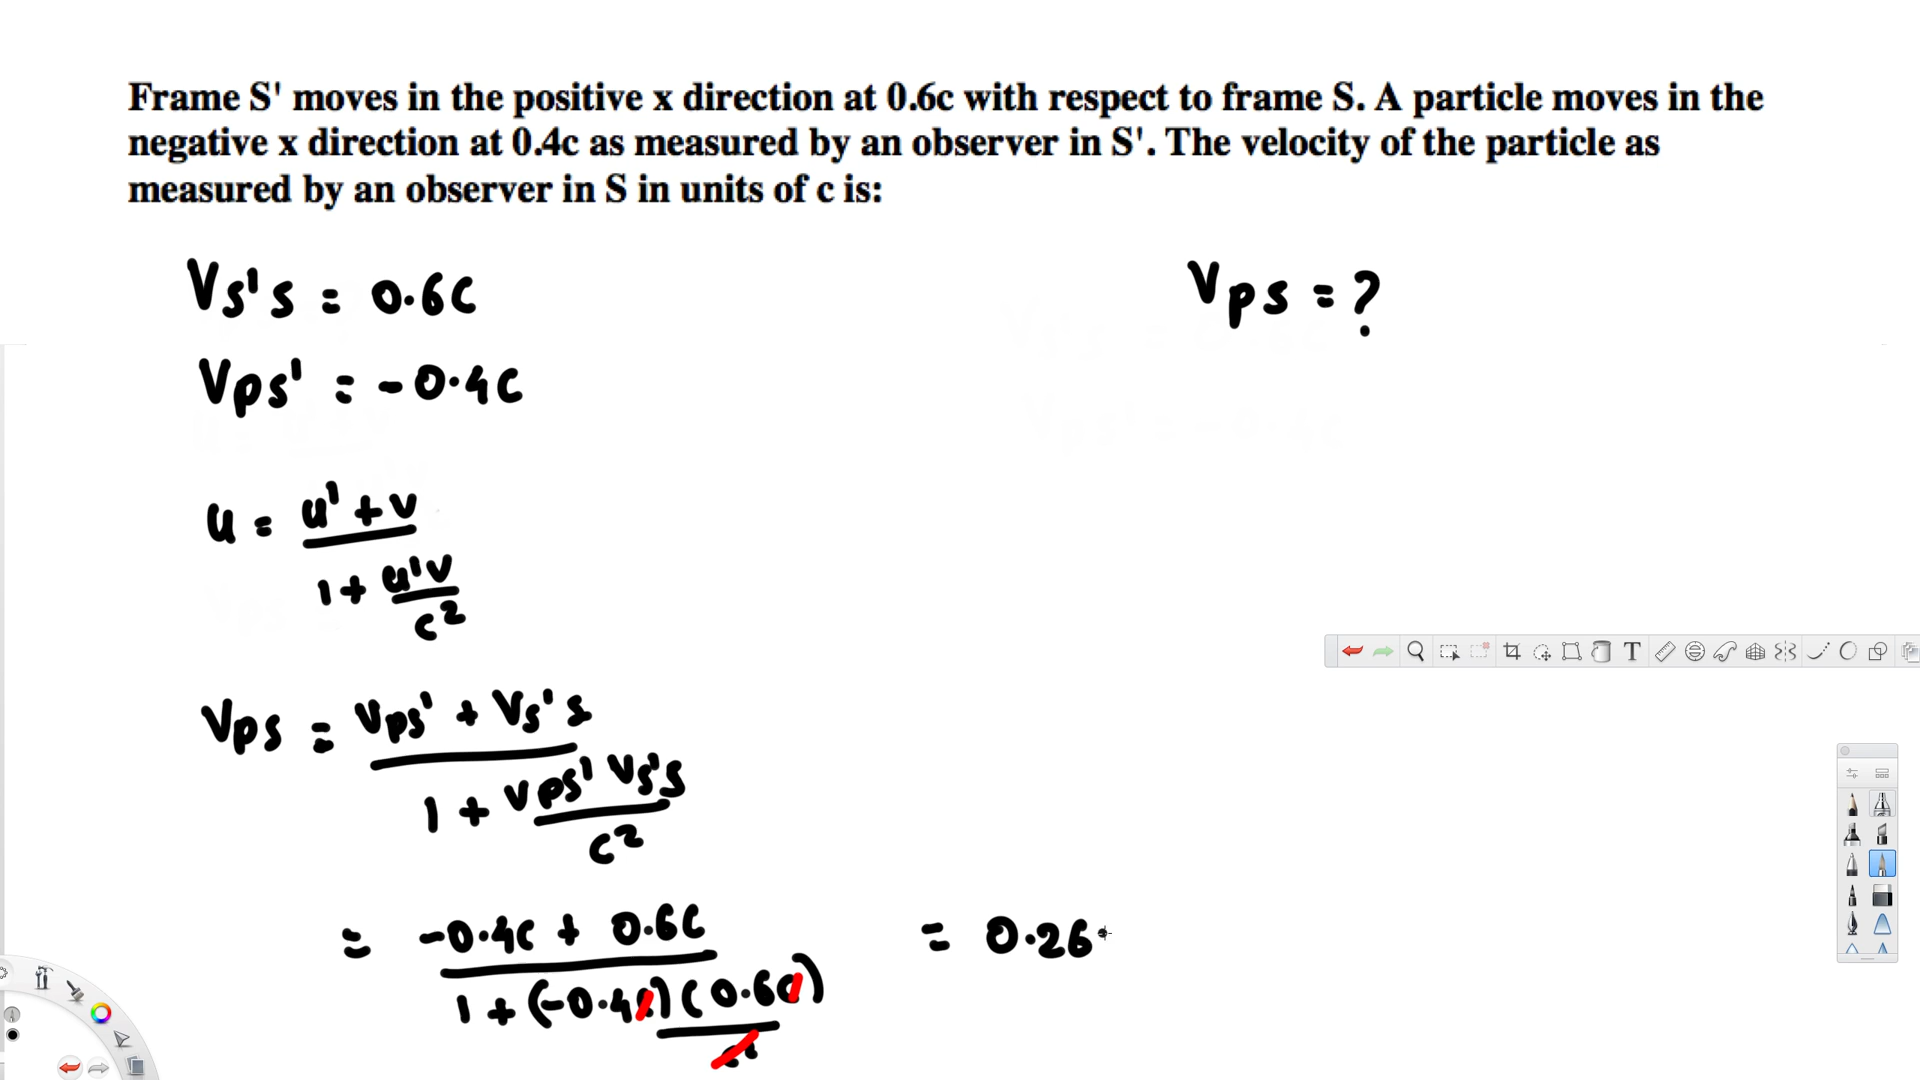 Frame S' moves in the positive x direction at 0.6c with respect to frame S. A particle moves in the
negative x direction at 0.4c as measured by an observer in S'. The velocity of the particle as
measured by an observer in S in units of c is:
Vs's = 0.6C
Vps = ?
Vps' = -0.4C
u = u' + v
1 + u'v
c²
Vps = Vps' + Vs's
1 + Vps' Vs's
c²
= -0.4C + 0.6C
1 + (-0.4c) (0.6c)
c²
= 0.26
T